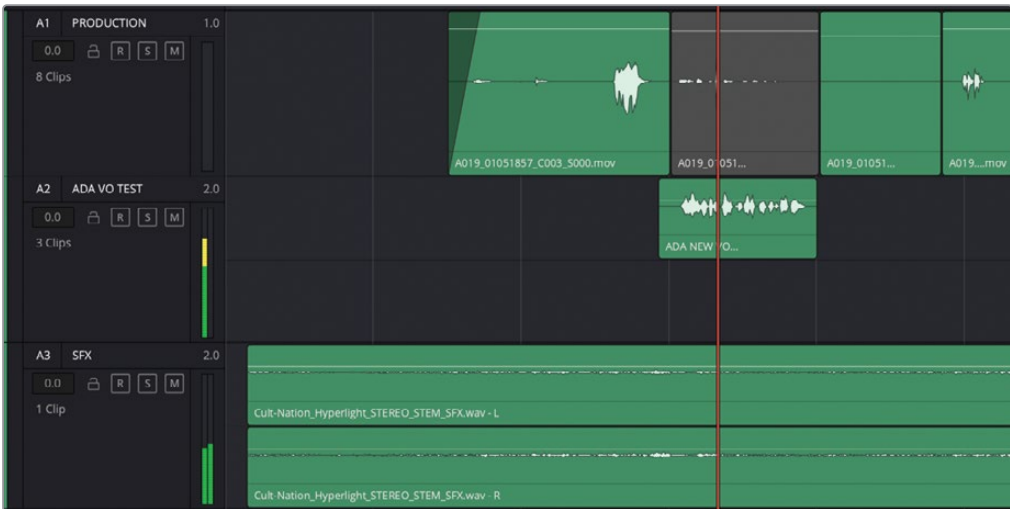 A1 PRODUCTION 1.0
0.0 R S M
8 Clips
A019_01051857_C003_S000.mov
A019_01051...
A019_01051...
A019....mov
A2 ADA VO TEST 2.0
0.0 R S M
3 Clips
ADA NEW VO...
A3 SFX 2.0
0.0 R S M
1 Clip
Cult-Nation_Hyperlight_STEREO_STEM_SFX.wav - L
Cult-Nation_Hyperlight_STEREO_STEM_SFX.wav - R